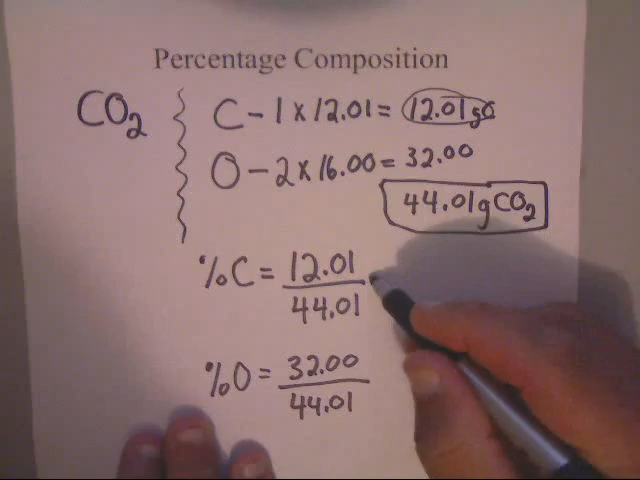 Percentage Composition
CO₂
C - 1 x 12.01 = 12.01 g
O - 2 x 16.00 = 32.00
44.01g CO₂
%C = 12.01
44.01
%O = 32.00
44.01